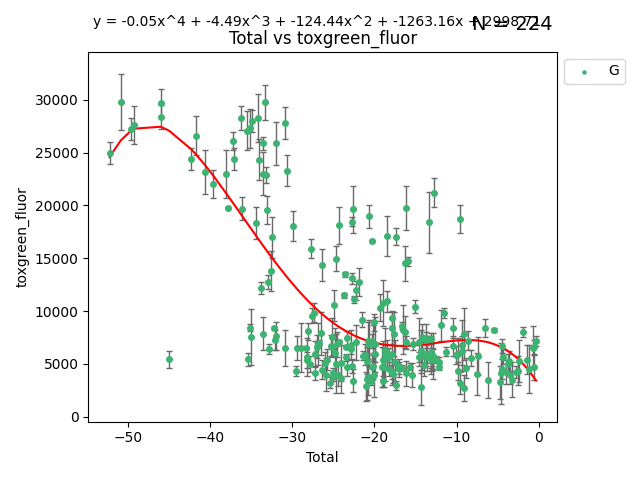 y = -0.05x^4 + -4.49x^3 + -124.44x^2 + -1263.16x + 2998.71
N = 224
Total vs toxgreen_fluor
G
toxgreen_fluor
30000
25000
20000
15000
10000
5000
0
−50 −40 −30 −20 −10 0
Total